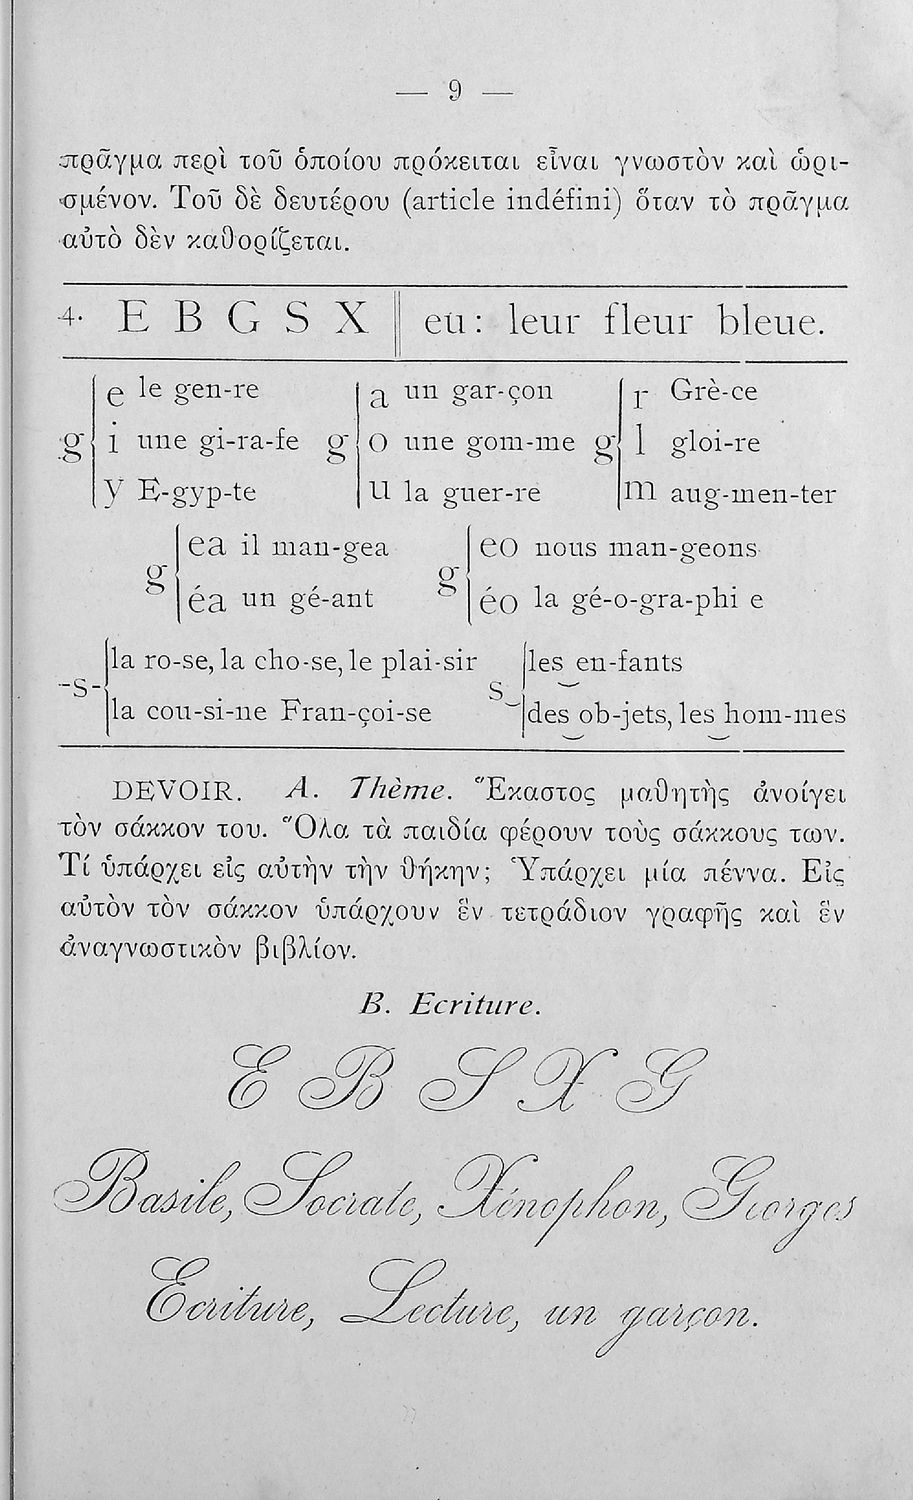 — 9 —
πρᾶγμα περὶ τοῦ ὁποίου πρόκειται εἶναι γνωστὸν καὶ ὡρι-
σμένον. Τοῦ δὲ δευτέρου (article indéfini) ὅταν τὸ πρᾶγμα
αὐτὸ δὲν καθορίζεται.
4. E B G S X eu: leur fleur bleue.
e le gen-re a un gar-çon r Grè-ce
g i une gi-ra-fe g o une gom-me g l gloi-re
y E-gyp-te u la guer-re m aug-men-ter
ea il man-gea eo nous man-geons
g g
éa un gé-ant éo la gé-o-gra-phi e
la ro-se, la cho-se, le plai-sir les en-fants
-s- s
la cou-si-ne Fran-çoi-se des ob-jets, les hom-mes
DEVOIR. A. Thème. Ἕκαστος μαθητὴς ἀνοίγει
τὸν σάκκον του. Ὅλα τὰ παιδία φέρουν τοὺς σάκκους των.
Τί ὑπάρχει εἰς αὐτὴν τὴν θήκην; Ὑπάρχει μία πέννα. Εἰς
αὐτὸν τὸν σάκκον ὑπάρχουν ἓν τετράδιον γραφῆς καὶ ἓν
ἀναγνωστικὸν βιβλίον.
B. Ecriture.
E B S X G
Basile, Socrate, Xénophon, Georges
Ecriture, Lecture, un garçon.